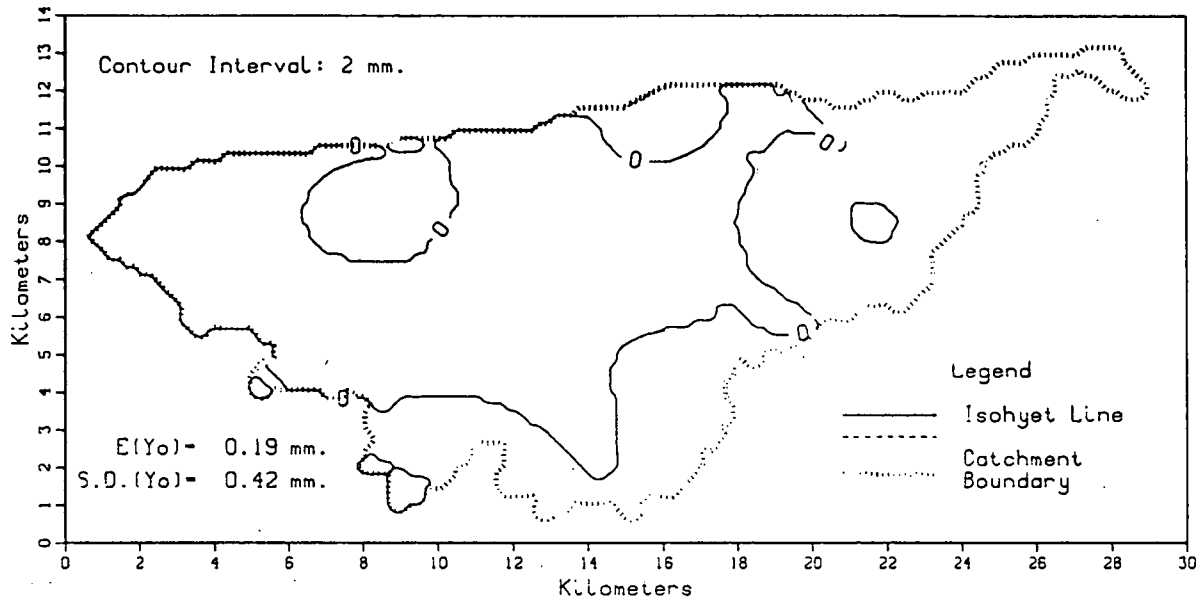 14
13
12
11
10
9
8
7
6
5
4
3
2
1
0
Kilometers
Contour Interval: 2 mm.
0
0
0
0
0
0
E(Yo)= 0.19 mm.
S.D.(Yo)= 0.42 mm.
Legend
Isohyet Line
Catchment
Boundary
0 2 4 6 8 10 12 14 16 18 20 22 24 26 28 30
Kilometers